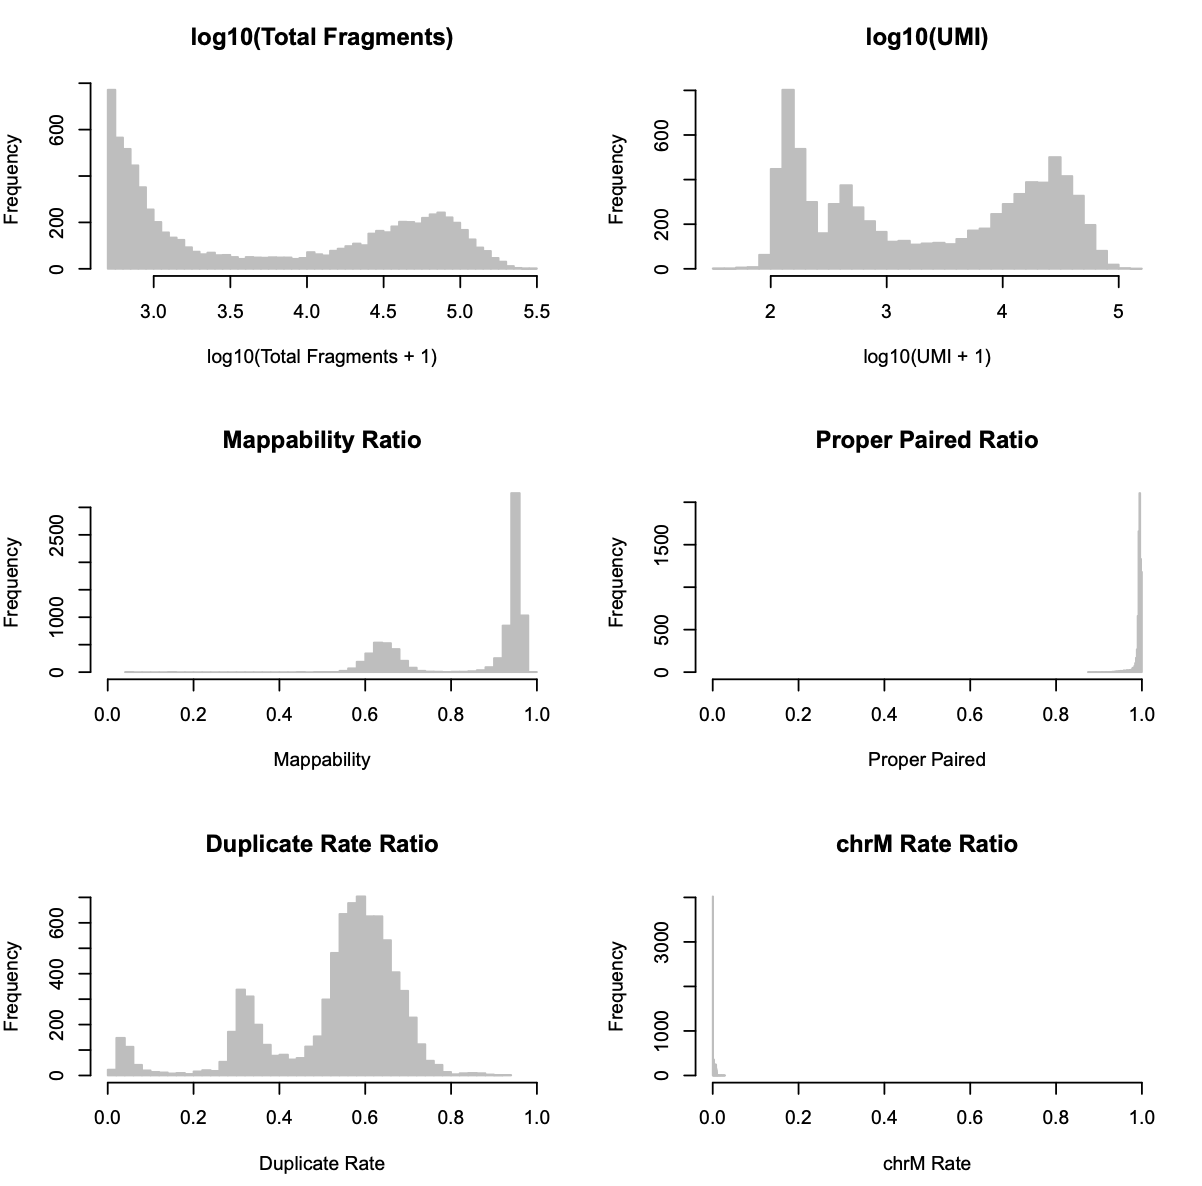 log10(Total Fragments)
Frequency
0 200 600
3.0 3.5 4.0 4.5 5.0 5.5
log10(Total Fragments + 1)
log10(UMI)
Frequency
0 200 600
2 3 4 5
log10(UMI + 1)
Mappability Ratio
Frequency
0 1000 2500
0.0 0.2 0.4 0.6 0.8 1.0
Mappability
Proper Paired Ratio
Frequency
0 500 1500
0.0 0.2 0.4 0.6 0.8 1.0
Proper Paired
Duplicate Rate Ratio
Frequency
0 200 400 600
0.0 0.2 0.4 0.6 0.8 1.0
Duplicate Rate
chrM Rate Ratio
Frequency
0 1000 3000
0.0 0.2 0.4 0.6 0.8 1.0
chrM Rate